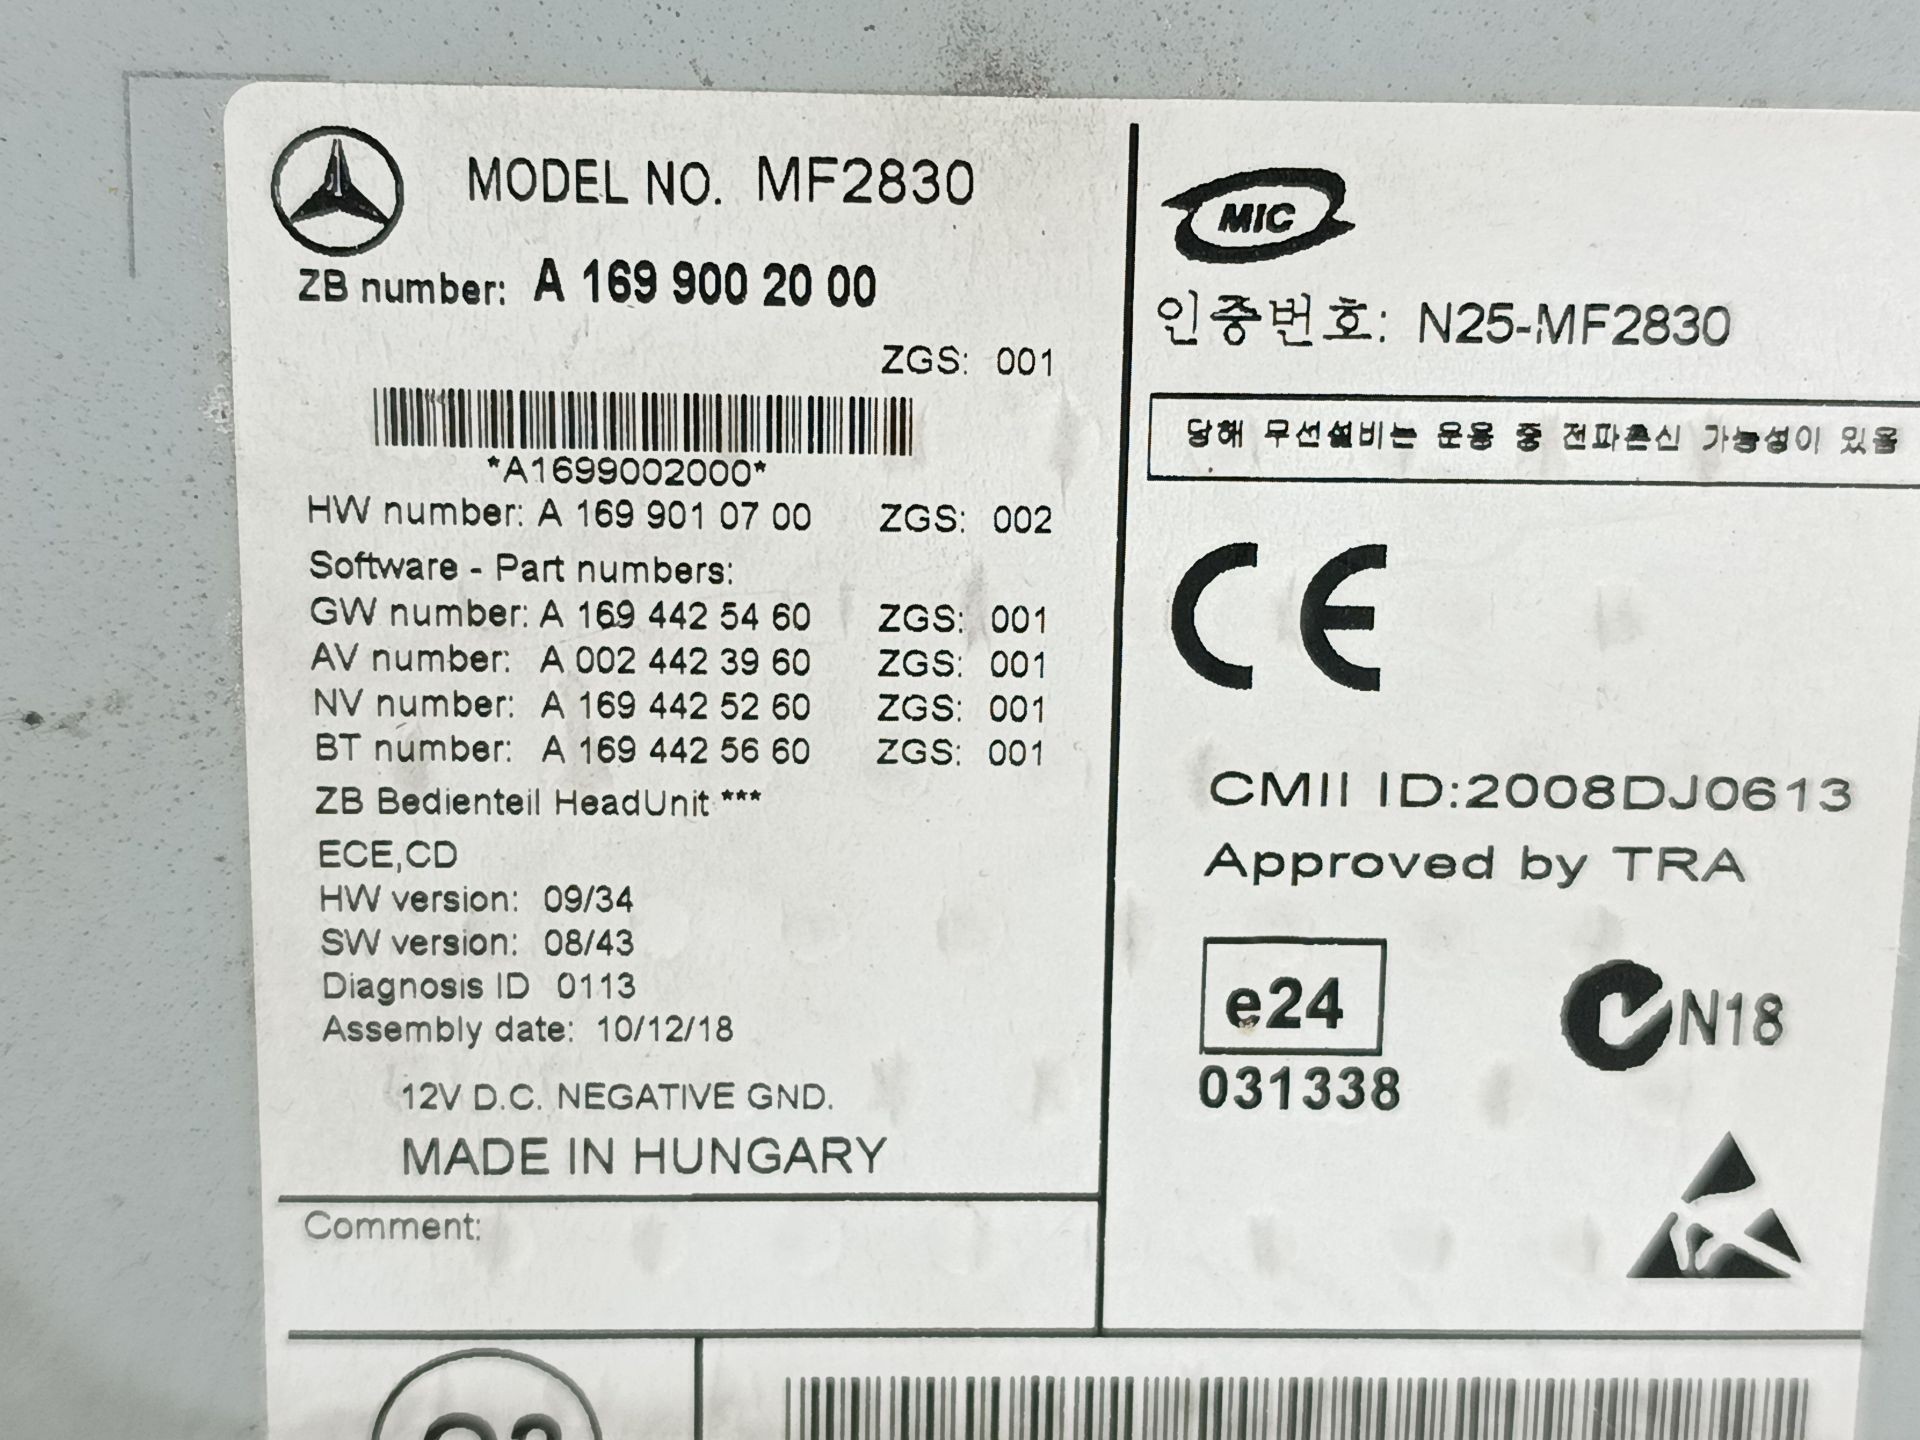 MODEL NO. MF2830
ZB number: A 169 900 20 00
ZGS: 001
*A1699002000*
HW number: A 169 901 07 00 ZGS: 002
Software - Part numbers:
GW number: A 169 442 54 60 ZGS: 001
AV number: A 002 442 39 60 ZGS: 001
NV number: A 169 442 52 60 ZGS: 001
BT number: A 169 442 56 60 ZGS: 001
ZB Bedienteil HeadUnit ***
ECE,CD
HW version: 09/34
SW version: 08/43
Diagnosis ID 0113
Assembly date: 10/12/18
12V D.C. NEGATIVE GND.
MADE IN HUNGARY
Comment:
MIC
인증번호: N25-MF2830
당해 무선설비는 운용 중 전파혼신 가능성이 있음
CE
CMII ID:2008DJ0613
Approved by TRA
e24
031338
N18